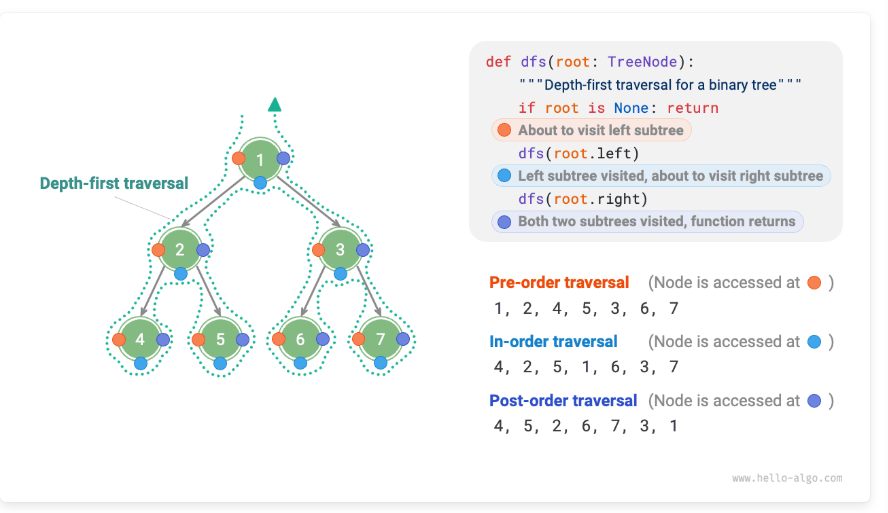 Depth-first traversal
1
2
3
4
5
6
7
def dfs(root: TreeNode):
"""Depth-first traversal for a binary tree"""
if root is None: return
About to visit left subtree
dfs(root.left)
Left subtree visited, about to visit right subtree
dfs(root.right)
Both two subtrees visited, function returns
Pre-order traversal (Node is accessed at )
1, 2, 4, 5, 3, 6, 7
In-order traversal (Node is accessed at )
4, 2, 5, 1, 6, 3, 7
Post-order traversal (Node is accessed at )
4, 5, 2, 6, 7, 3, 1
www.hello-algo.com